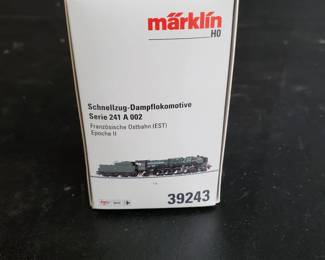 märklin
H0
Schnellzug-Dampflokomotive
Serie 241 A 002
Französische Ostbahn (EST)
Epoche II
39243